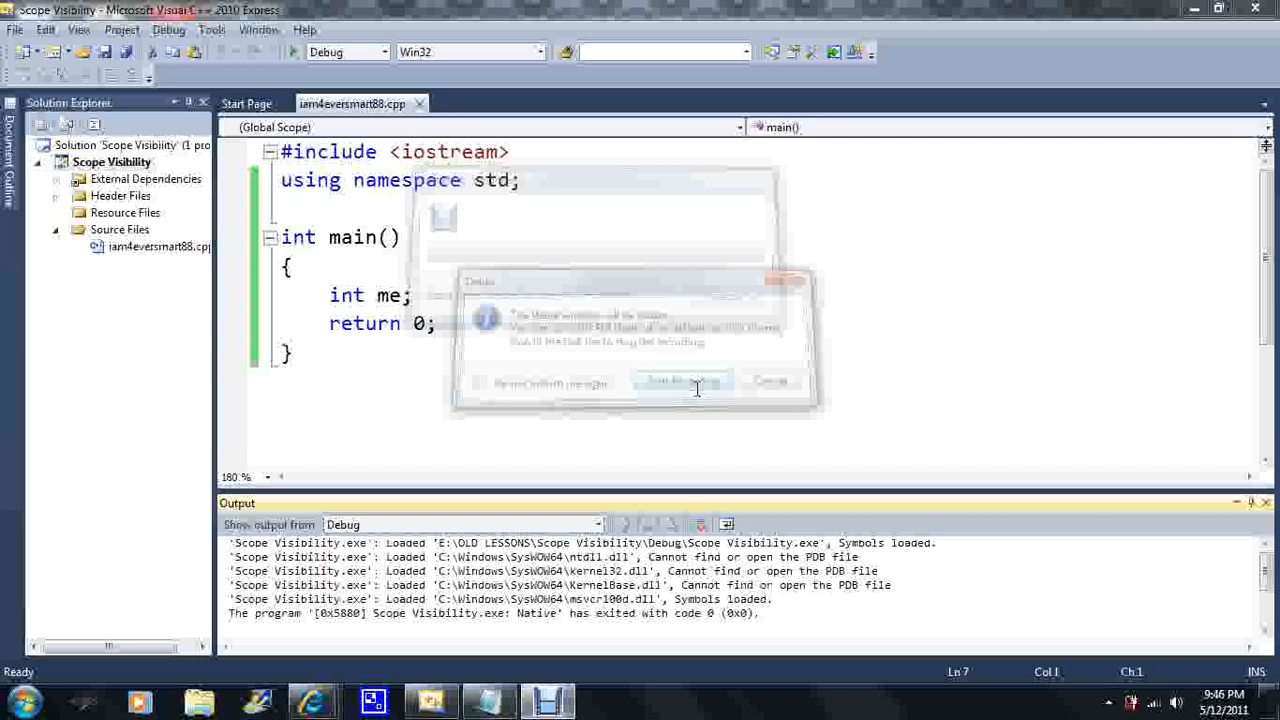 Scope Visibility - Microsoft Visual C++ 2010 Express
File Edit View Project Debug Tools Window Help
Debug Win32
Solution Explorer
Start Page iam4eversmart88.cpp
Document Outline
(Global Scope) main()
Solution 'Scope Visibility' (1 pro
Scope Visibility
External Dependencies
Header Files
Resource Files
Source Files
iam4eversmart88.cpp
#include <iostream>
using namespace std;
int main()
{
int me;
return 0;
}
180 %
Output
Show output from Debug
'Scope Visibility.exe': Loaded 'E:\OLD LESSONS\Scope Visibility\Debug\Scope Visibility.exe', Symbols loaded.
'Scope Visibility.exe': Loaded 'C:\Windows\SysWOW64\ntdll.dll', Cannot find or open the PDB file
'Scope Visibility.exe': Loaded 'C:\Windows\SysWOW64\kernel32.dll', Cannot find or open the PDB file
'Scope Visibility.exe': Loaded 'C:\Windows\SysWOW64\KernelBase.dll', Cannot find or open the PDB file
'Scope Visibility.exe': Loaded 'C:\Windows\SysWOW64\msvcr100d.dll', Symbols loaded.
The program '[0x5880] Scope Visibility.exe: Native' has exited with code 0 (0x0).
Ready Ln 7 Col 1 Ch 1 INS
9:46 PM
5/12/2011